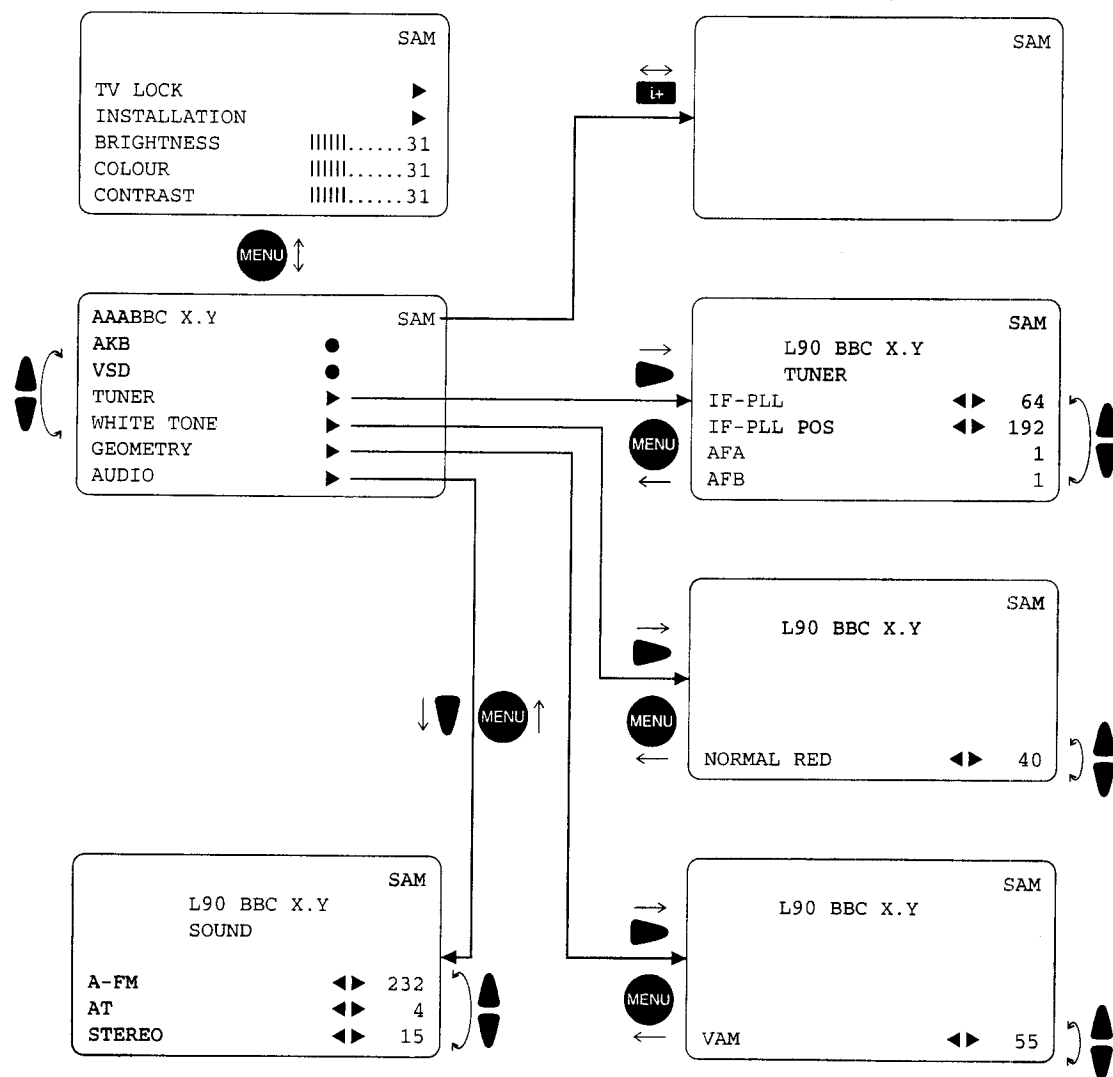 SAM
TV LOCK ▶
INSTALLATION ▶
BRIGHTNESS ||||||......31
COLOUR ||||||......31
CONTRAST ||||||......31
MENU
i+
SAM
AAABBC X.Y SAM
AKB ●
VSD ●
TUNER ▶
WHITE TONE ▶
GEOMETRY ▶
AUDIO ▶
MENU
SAM
L90 BBC X.Y
TUNER
IF-PLL ◀▶ 64
IF-PLL POS ◀▶ 192
AFA 1
AFB 1
MENU
SAM
L90 BBC X.Y
NORMAL RED ◀▶ 40
MENU
SAM
L90 BBC X.Y
SOUND
A-FM ◀▶ 232
AT ◀▶ 4
STEREO ◀▶ 15
MENU
SAM
L90 BBC X.Y
VAM ◀▶ 55